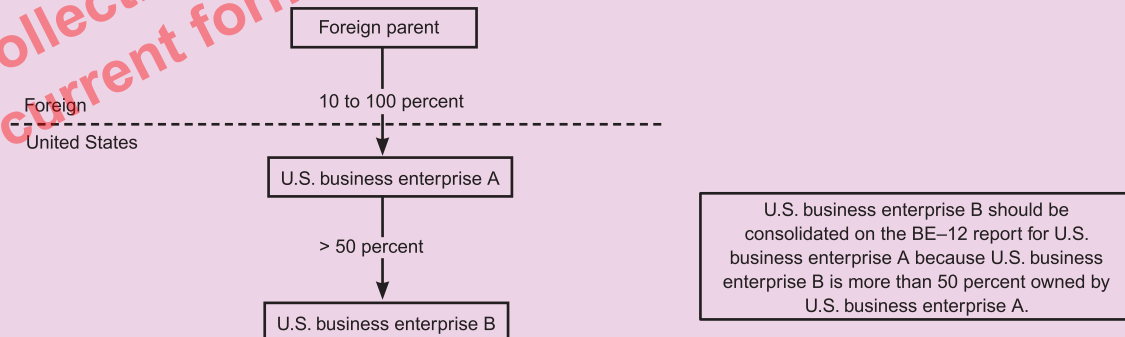 Foreign parent
current for
Foreign
10 to 100 percent
United States
U.S. business enterprise A
> 50 percent
U.S. business enterprise B
U.S. business enterprise B should be
consolidated on the BE–12 report for U.S.
business enterprise A because U.S. business
enterprise B is more than 50 percent owned by
U.S. business enterprise A.